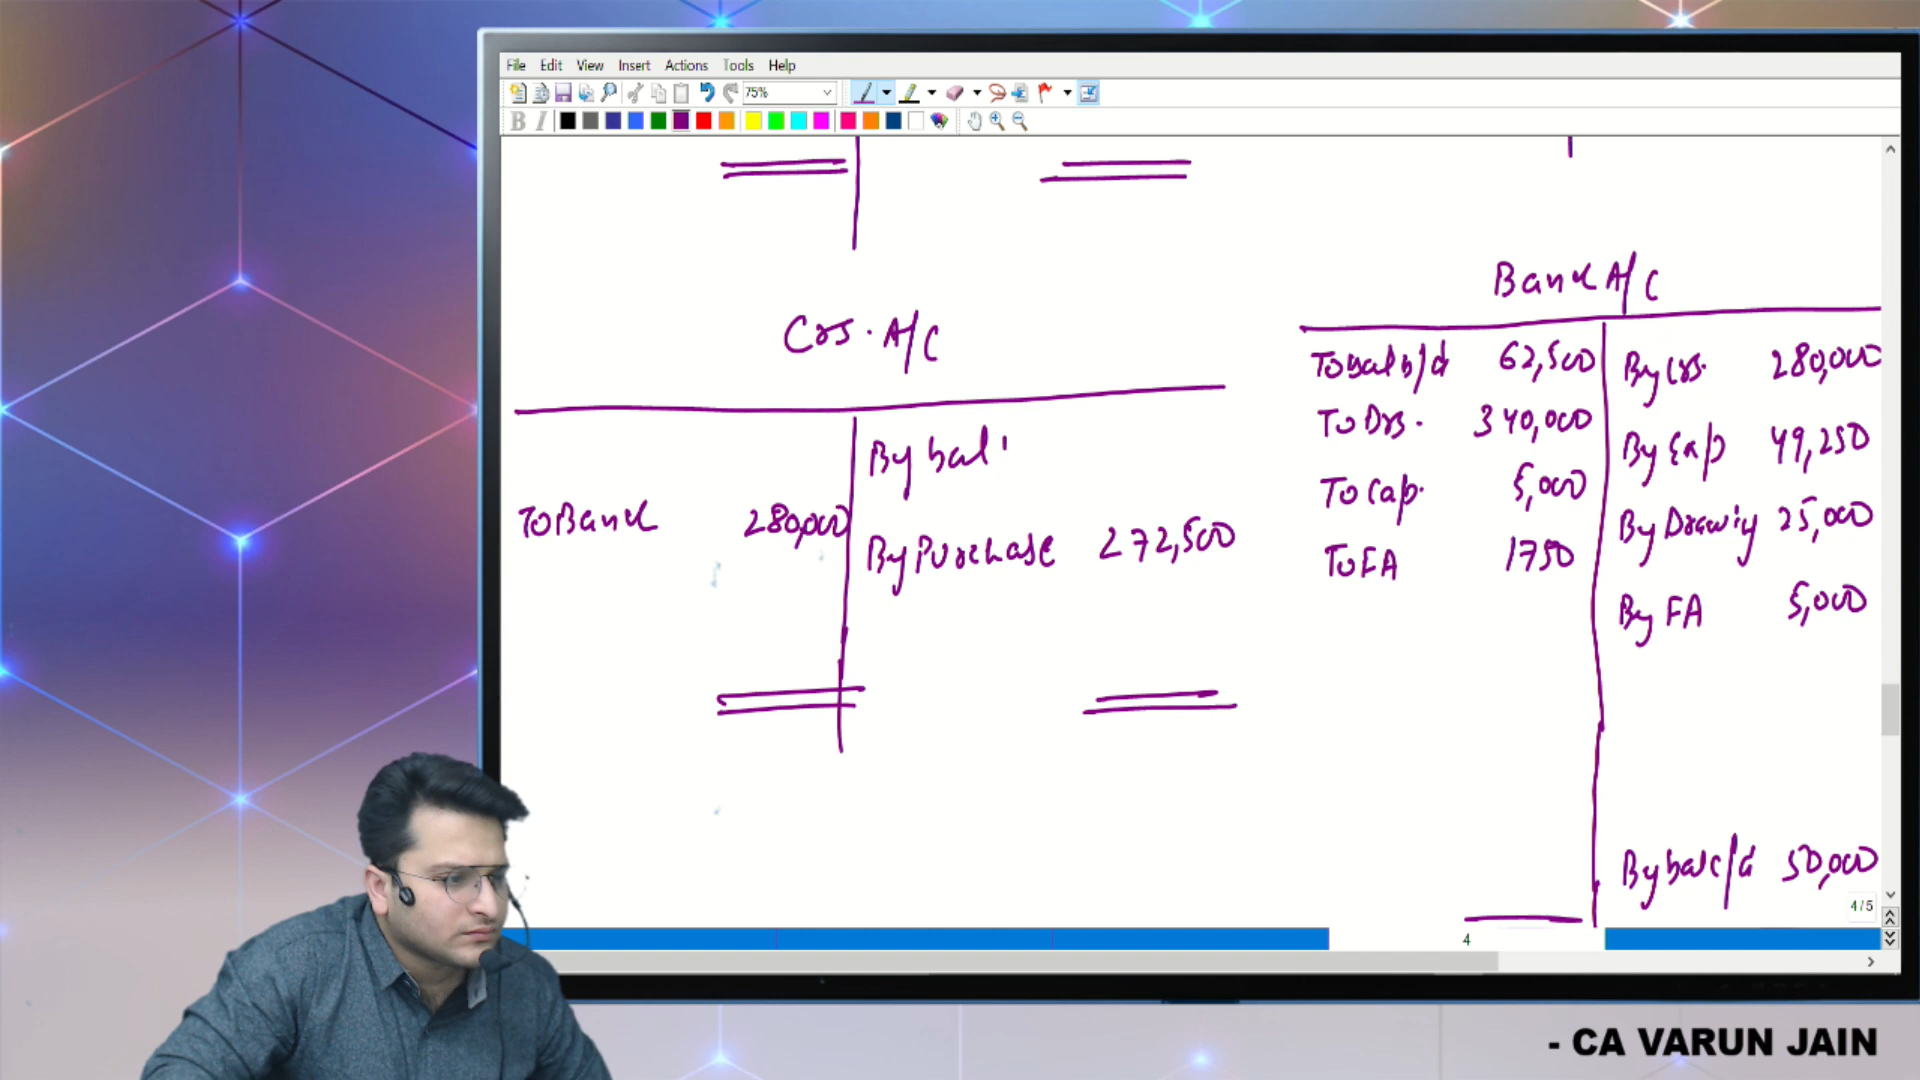 File Edit View Insert Actions Tools Help
75%
B I
Crs. A/C
By bal
To Bank 280,000
By Purchase 272,500
Bank A/C
To bal b/d 62,500
To Drs. 340,000
To Cap. 5,000
To FA 1750
By Crs. 280,000
By Exp 49,250
By Drawing 25,000
By FA 5,000
By bal c/d 50,000
4/5
4
- CA VARUN JAIN